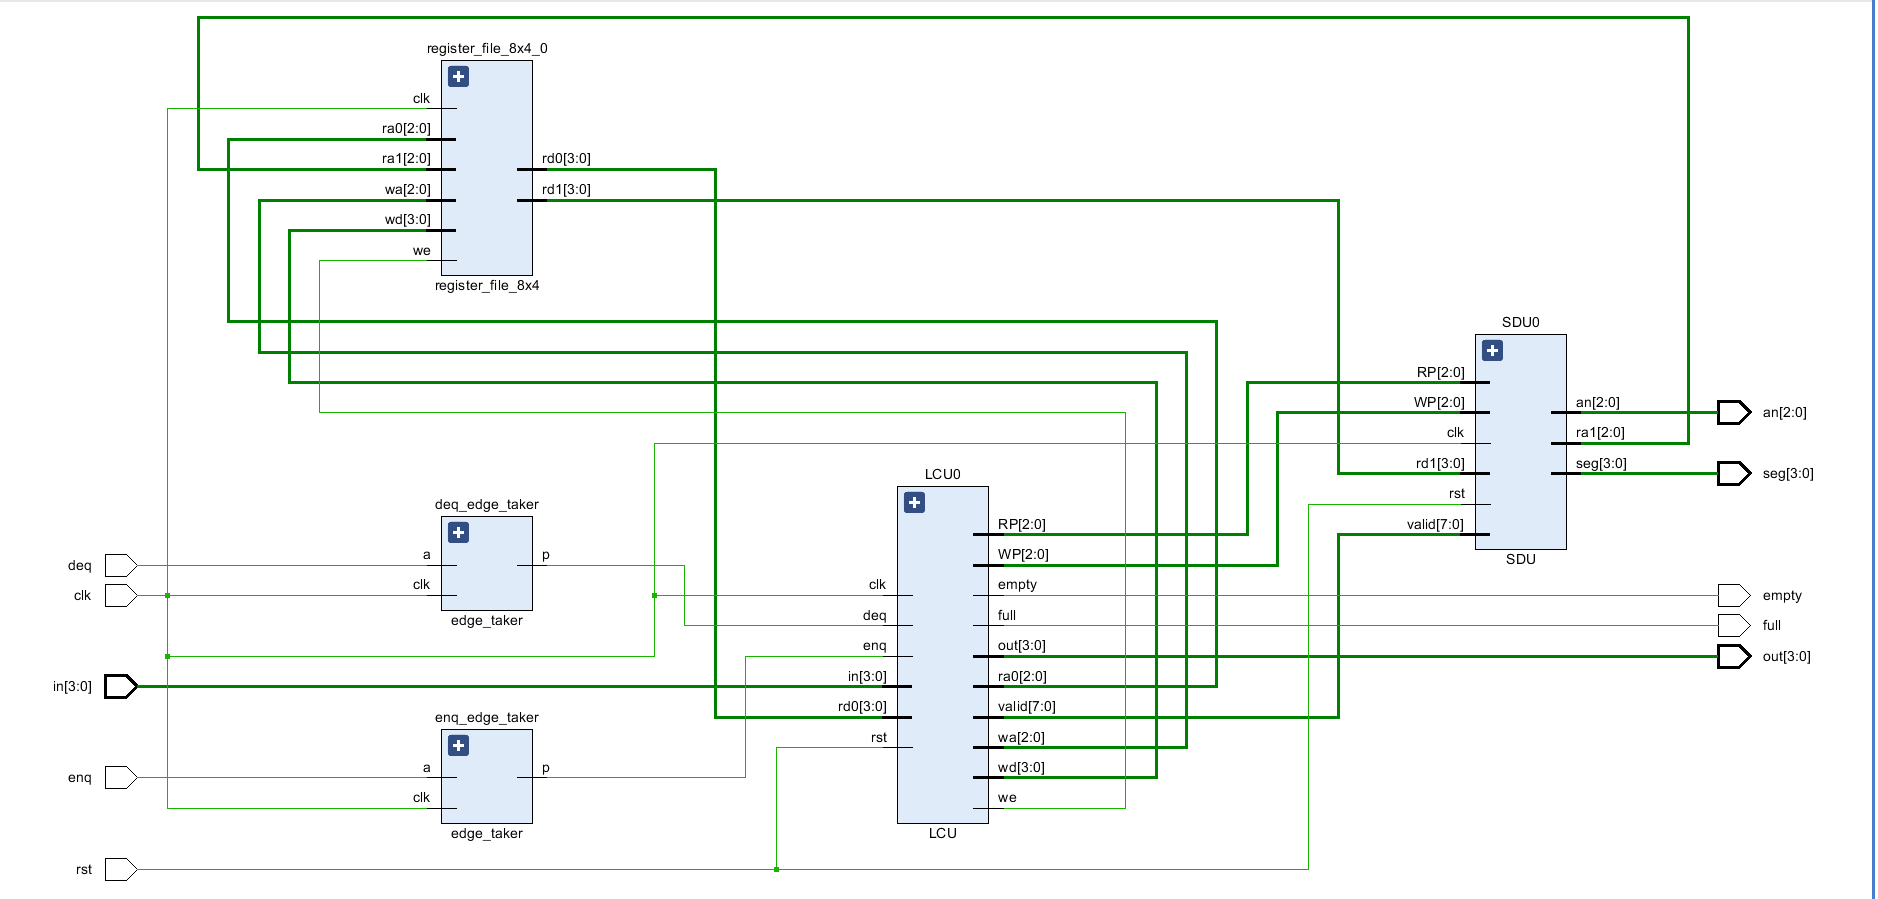 register_file_8x4_0
clk
ra0[2:0]
ra1[2:0]
wa[2:0]
wd[3:0]
we
rd0[3:0]
rd1[3:0]
register_file_8x4
SDU0
RP[2:0]
WP[2:0]
clk
rd1[3:0]
rst
valid[7:0]
an[2:0]
ra1[2:0]
seg[3:0]
SDU
an[2:0]
seg[3:0]
deq_edge_taker
a
clk
p
edge_taker
deq
clk
in[3:0]
enq
rst
enq_edge_taker
a
clk
p
edge_taker
LCU0
clk
deq
enq
in[3:0]
rd0[3:0]
rst
RP[2:0]
WP[2:0]
empty
full
out[3:0]
ra0[2:0]
valid[7:0]
wa[2:0]
wd[3:0]
we
LCU
empty
full
out[3:0]